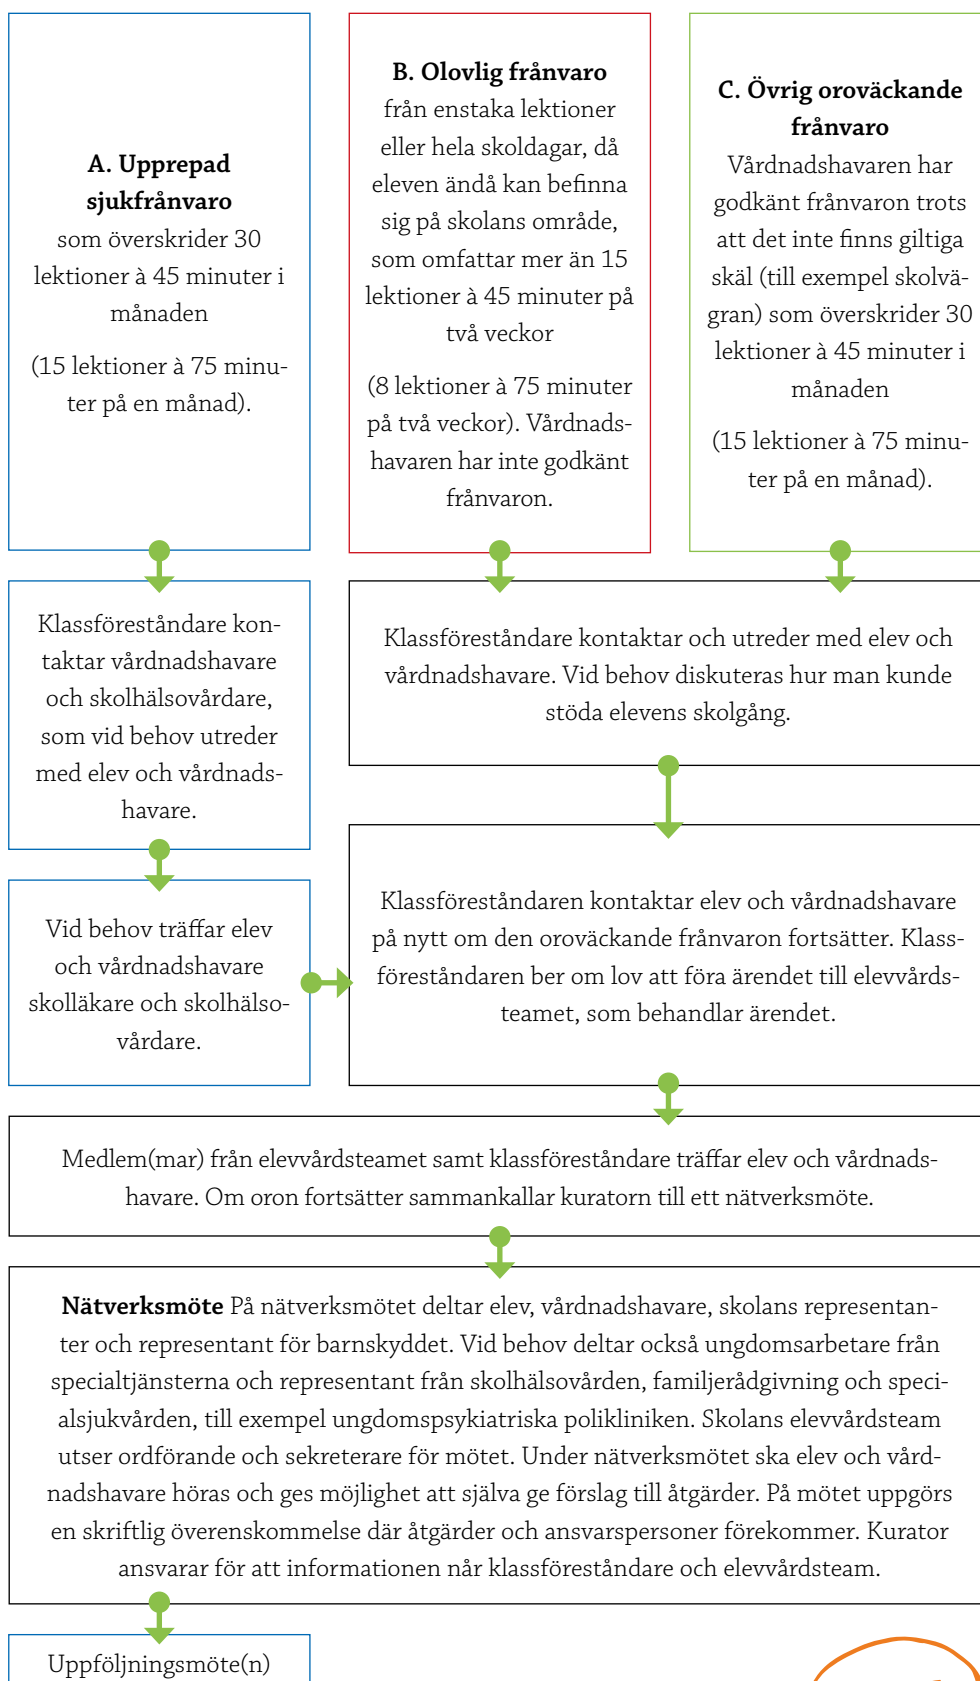 A. Upprepad
sjukfrånvaro
som överskrider 30
lektioner à 45 minuter i
månaden
(15 lektioner à 75 minu-
ter på en månad).
B. Olovlig frånvaro
från enstaka lektioner
eller hela skoldagar, då
eleven ändå kan befinna
sig på skolans område,
som omfattar mer än 15
lektioner à 45 minuter på
två veckor
(8 lektioner à 75 minuter
på två veckor). Vårdnads-
havaren har inte godkänt
frånvaron.
C. Övrig oroväckande
frånvaro
Vårdnadshavaren har
godkänt frånvaron trots
att det inte finns giltiga
skäl (till exempel skolvä-
gran) som överskrider 30
lektioner à 45 minuter i
månaden
(15 lektioner à 75 minu-
ter på en månad).
Klassföreståndare kon-
taktar vårdnadshavare
och skolhälsovårdare,
som vid behov utreder
med elev och vårdnads-
havare.
Klassföreståndare kontaktar och utreder med elev och
vårdnadshavare. Vid behov diskuteras hur man kunde
stöda elevens skolgång.
Vid behov träffar elev
och vårdnadshavare
skolläkare och skolhälso-
vårdare.
Klassföreståndaren kontaktar elev och vårdnadshavare
på nytt om den oroväckande frånvaron fortsätter. Klass-
föreståndaren ber om lov att föra ärendet till elevvårds-
teamet, som behandlar ärendet.
Medlem(mar) från elevvårdsteamet samt klassföreståndare träffar elev och vårdnads-
havare. Om oron fortsätter sammankallar kuratorn till ett nätverksmöte.
Nätverksmöte På nätverksmötet deltar elev, vårdnadshavare, skolans representan-
ter och representant för barnskyddet. Vid behov deltar också ungdomsarbetare från
specialtjänsterna och representant från skolhälsovården, familjerådgivning och speci-
alsjukvården, till exempel ungdomspsykiatriska polikliniken. Skolans elevvårdsteam
utser ordförande och sekreterare för mötet. Under nätverksmötet ska elev och vård-
nadshavare höras och ges möjlighet att själva ge förslag till åtgärder. På mötet uppgörs
en skriftlig överenskommelse där åtgärder och ansvarspersoner förekommer. Kurator
ansvarar för att informationen når klassföreståndare och elevvårdsteam.
Uppföljningsmöte(n)